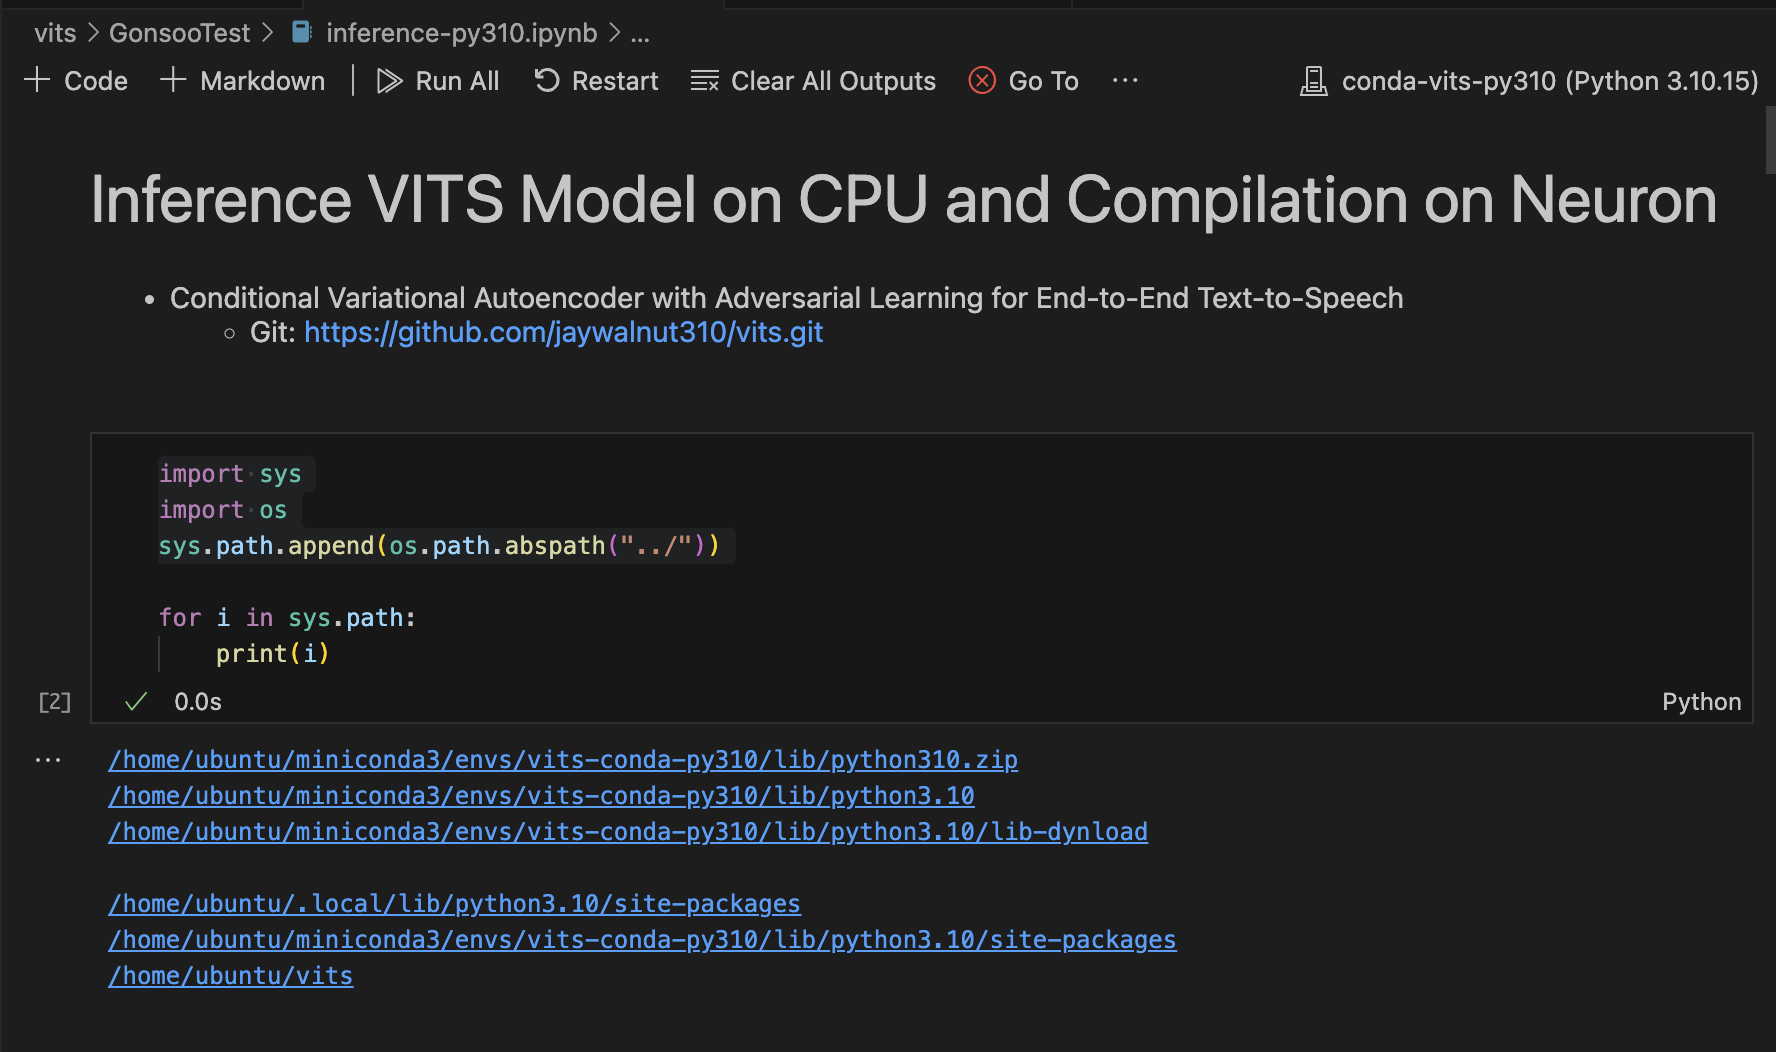 vits > GonsooTest > inference-py310.ipynb > ...
+ Code + Markdown | Run All Restart Clear All Outputs Go To ... conda-vits-py310 (Python 3.10.15)
Inference VITS Model on CPU and Compilation on Neuron
• Conditional Variational Autoencoder with Adversarial Learning for End-to-End Text-to-Speech
◦ Git: https://github.com/jaywalnut310/vits.git
import sys
import os
sys.path.append(os.path.abspath("../"))
for i in sys.path:
    print(i)
[2] ✓ 0.0s Python
... /home/ubuntu/miniconda3/envs/vits-conda-py310/lib/python310.zip
/home/ubuntu/miniconda3/envs/vits-conda-py310/lib/python3.10
/home/ubuntu/miniconda3/envs/vits-conda-py310/lib/python3.10/lib-dynload
/home/ubuntu/.local/lib/python3.10/site-packages
/home/ubuntu/miniconda3/envs/vits-conda-py310/lib/python3.10/site-packages
/home/ubuntu/vits